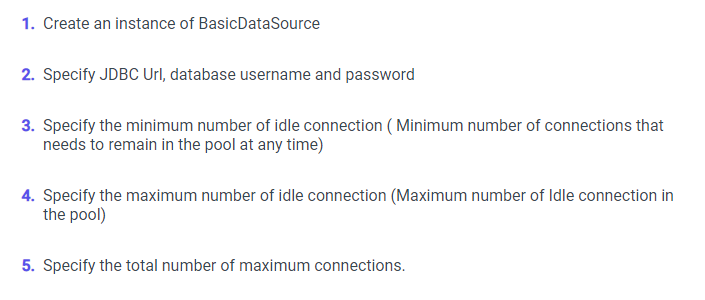 1. Create an instance of BasicDataSource
2. Specify JDBC Url, database username and password
3. Specify the minimum number of idle connection ( Minimum number of connections that
needs to remain in the pool at any time)
4. Specify the maximum number of idle connection (Maximum number of Idle connection in
the pool)
5. Specify the total number of maximum connections.